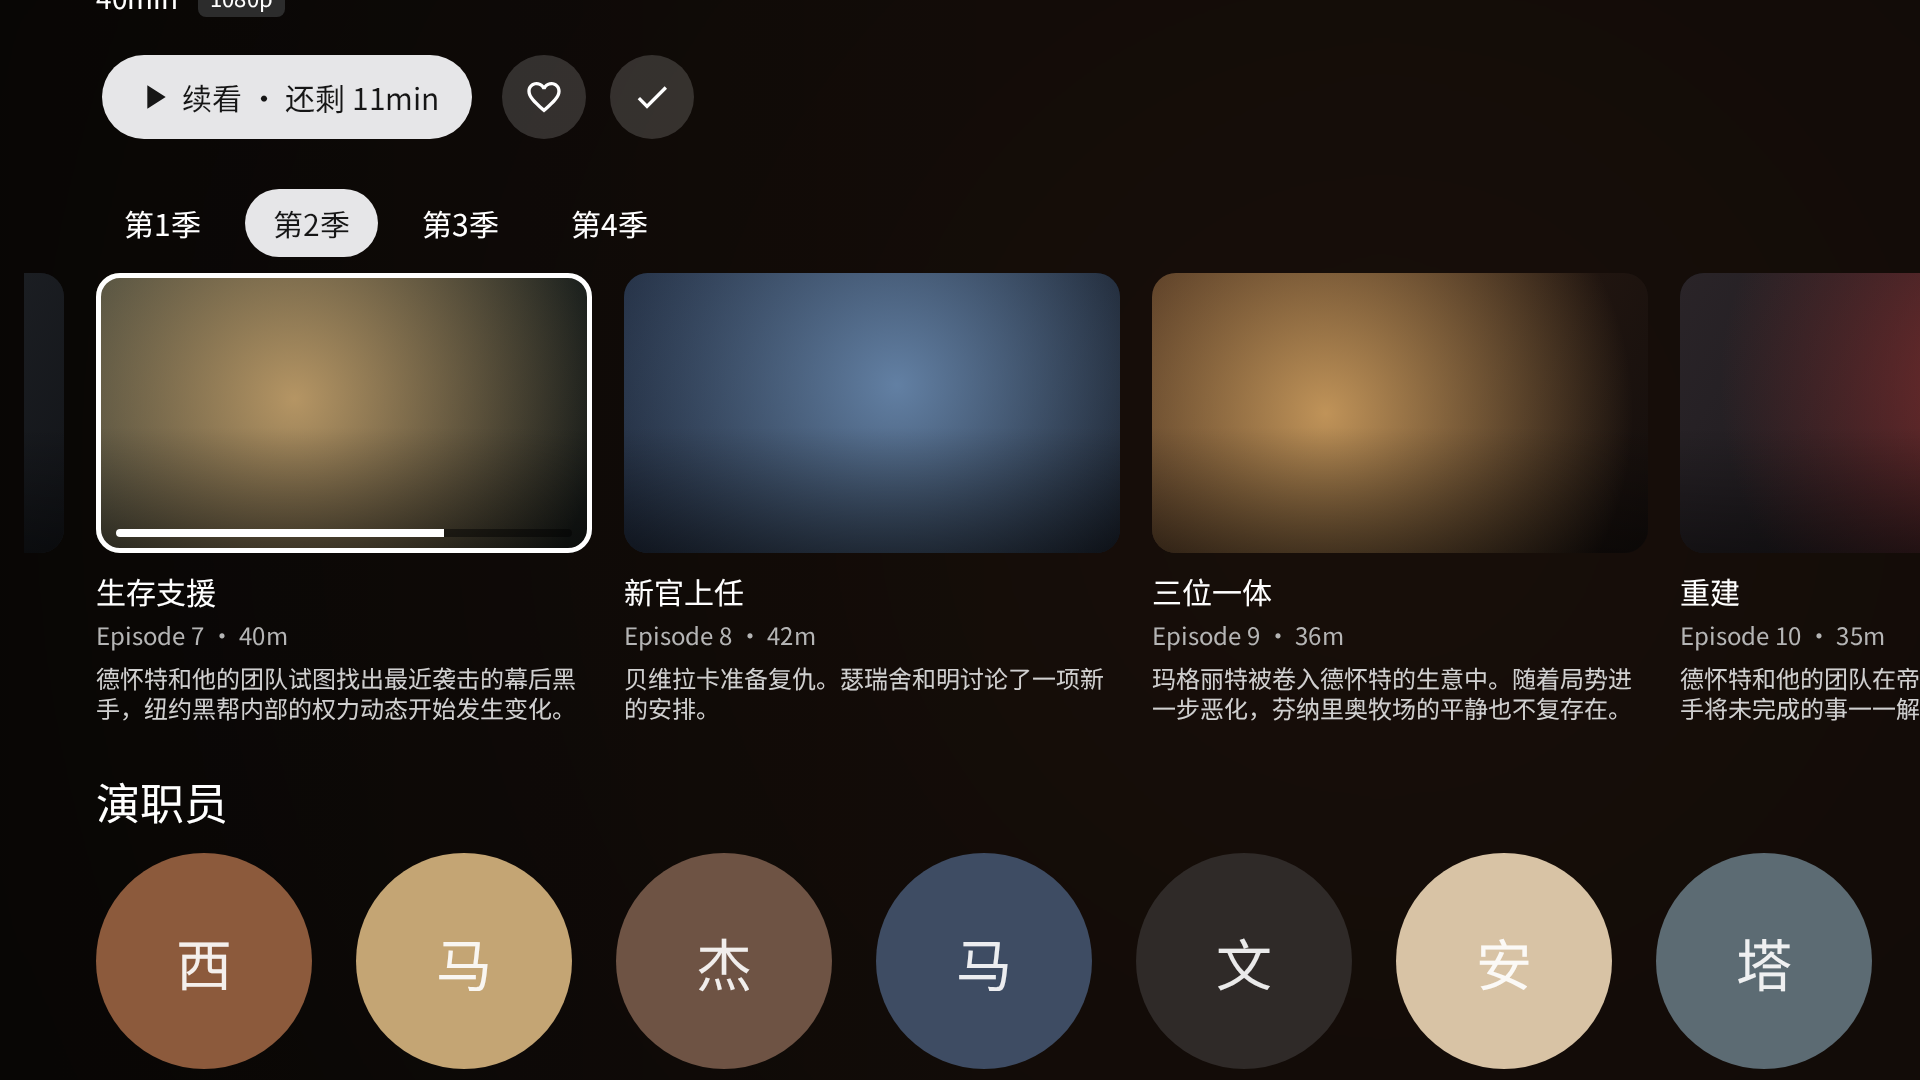 40min 1080p
续看 • 还剩 11min
第1季 第2季 第3季 第4季
生存支援
Episode 7 • 40m
德怀特和他的团队试图找出最近袭击的幕后黑
手，纽约黑帮内部的权力动态开始发生变化。
新官上任
Episode 8 • 42m
贝维拉卡准备复仇。瑟瑞舍和明讨论了一项新
的安排。
三位一体
Episode 9 • 36m
玛格丽特被卷入德怀特的生意中。随着局势进
一步恶化，芬纳里奥牧场的平静也不复存在。
重建
Episode 10 • 35m
德怀特和他的团队在帝
手将未完成的事一一解
演职员
西 马 杰 马 文 安 塔